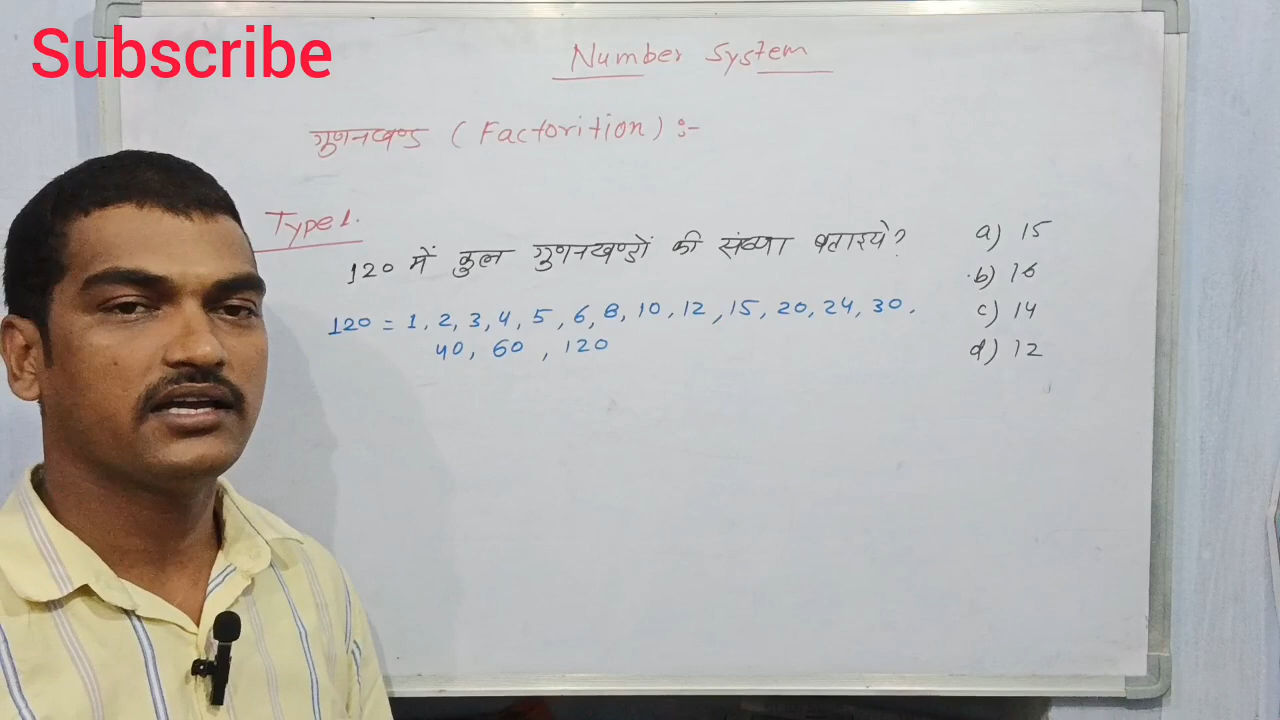 Subscribe
Number System
गुणनखण्ड (Factorition) :-
Type 1.
120 में कुल गुणनखण्डों की संख्या बताइये?
120 = 1, 2, 3, 4, 5, 6, 8, 10, 12, 15, 20, 24, 30,
40, 60, 120
a) 15
b) 16
c) 14
d) 12